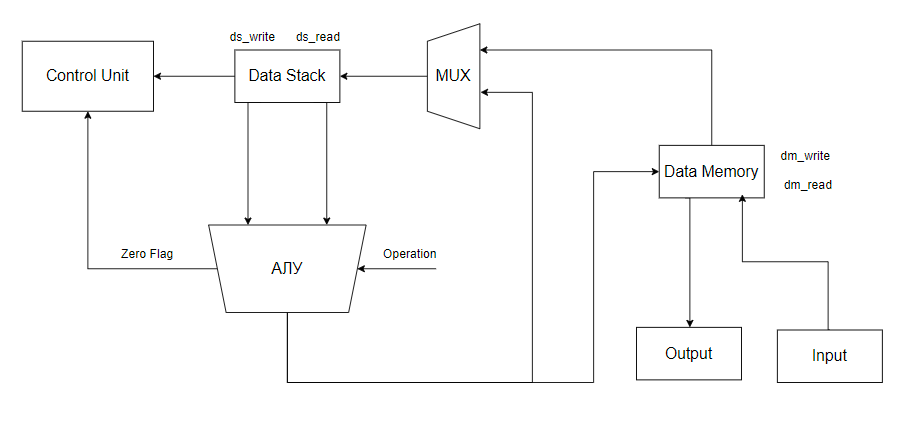 ds_write
ds_read
Control Unit
Data Stack
MUX
dm_write
Data Memory
dm_read
Zero Flag
Operation
АЛУ
Output
Input